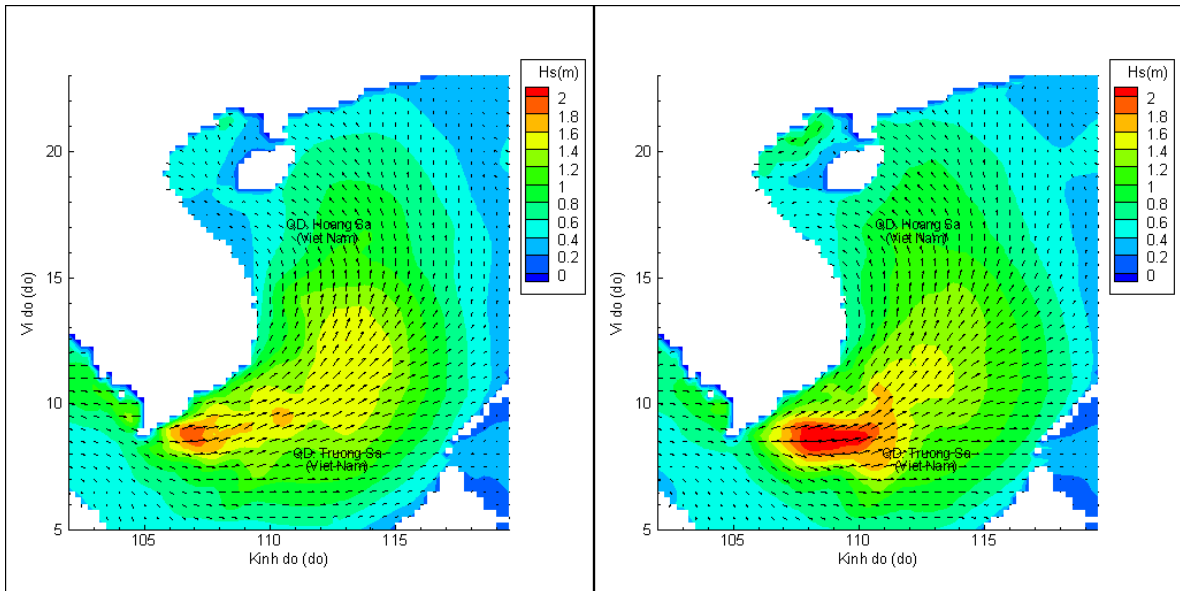 Hs(m)
2
1.8
1.6
1.4
1.2
1
0.8
0.6
0.4
0.2
0
20
15
10
5
Vi do (do)
QD. Hoang Sa
(Viet Nam)
QD. Truong Sa
(Viet Nam)
105
110
115
Kinh do (do)
Hs(m)
2
1.8
1.6
1.4
1.2
1
0.8
0.6
0.4
0.2
0
20
15
10
5
Vi do (do)
QD. Hoang Sa
(Viet Nam)
QD. Truong Sa
(Viet Nam)
105
110
115
Kinh do (do)